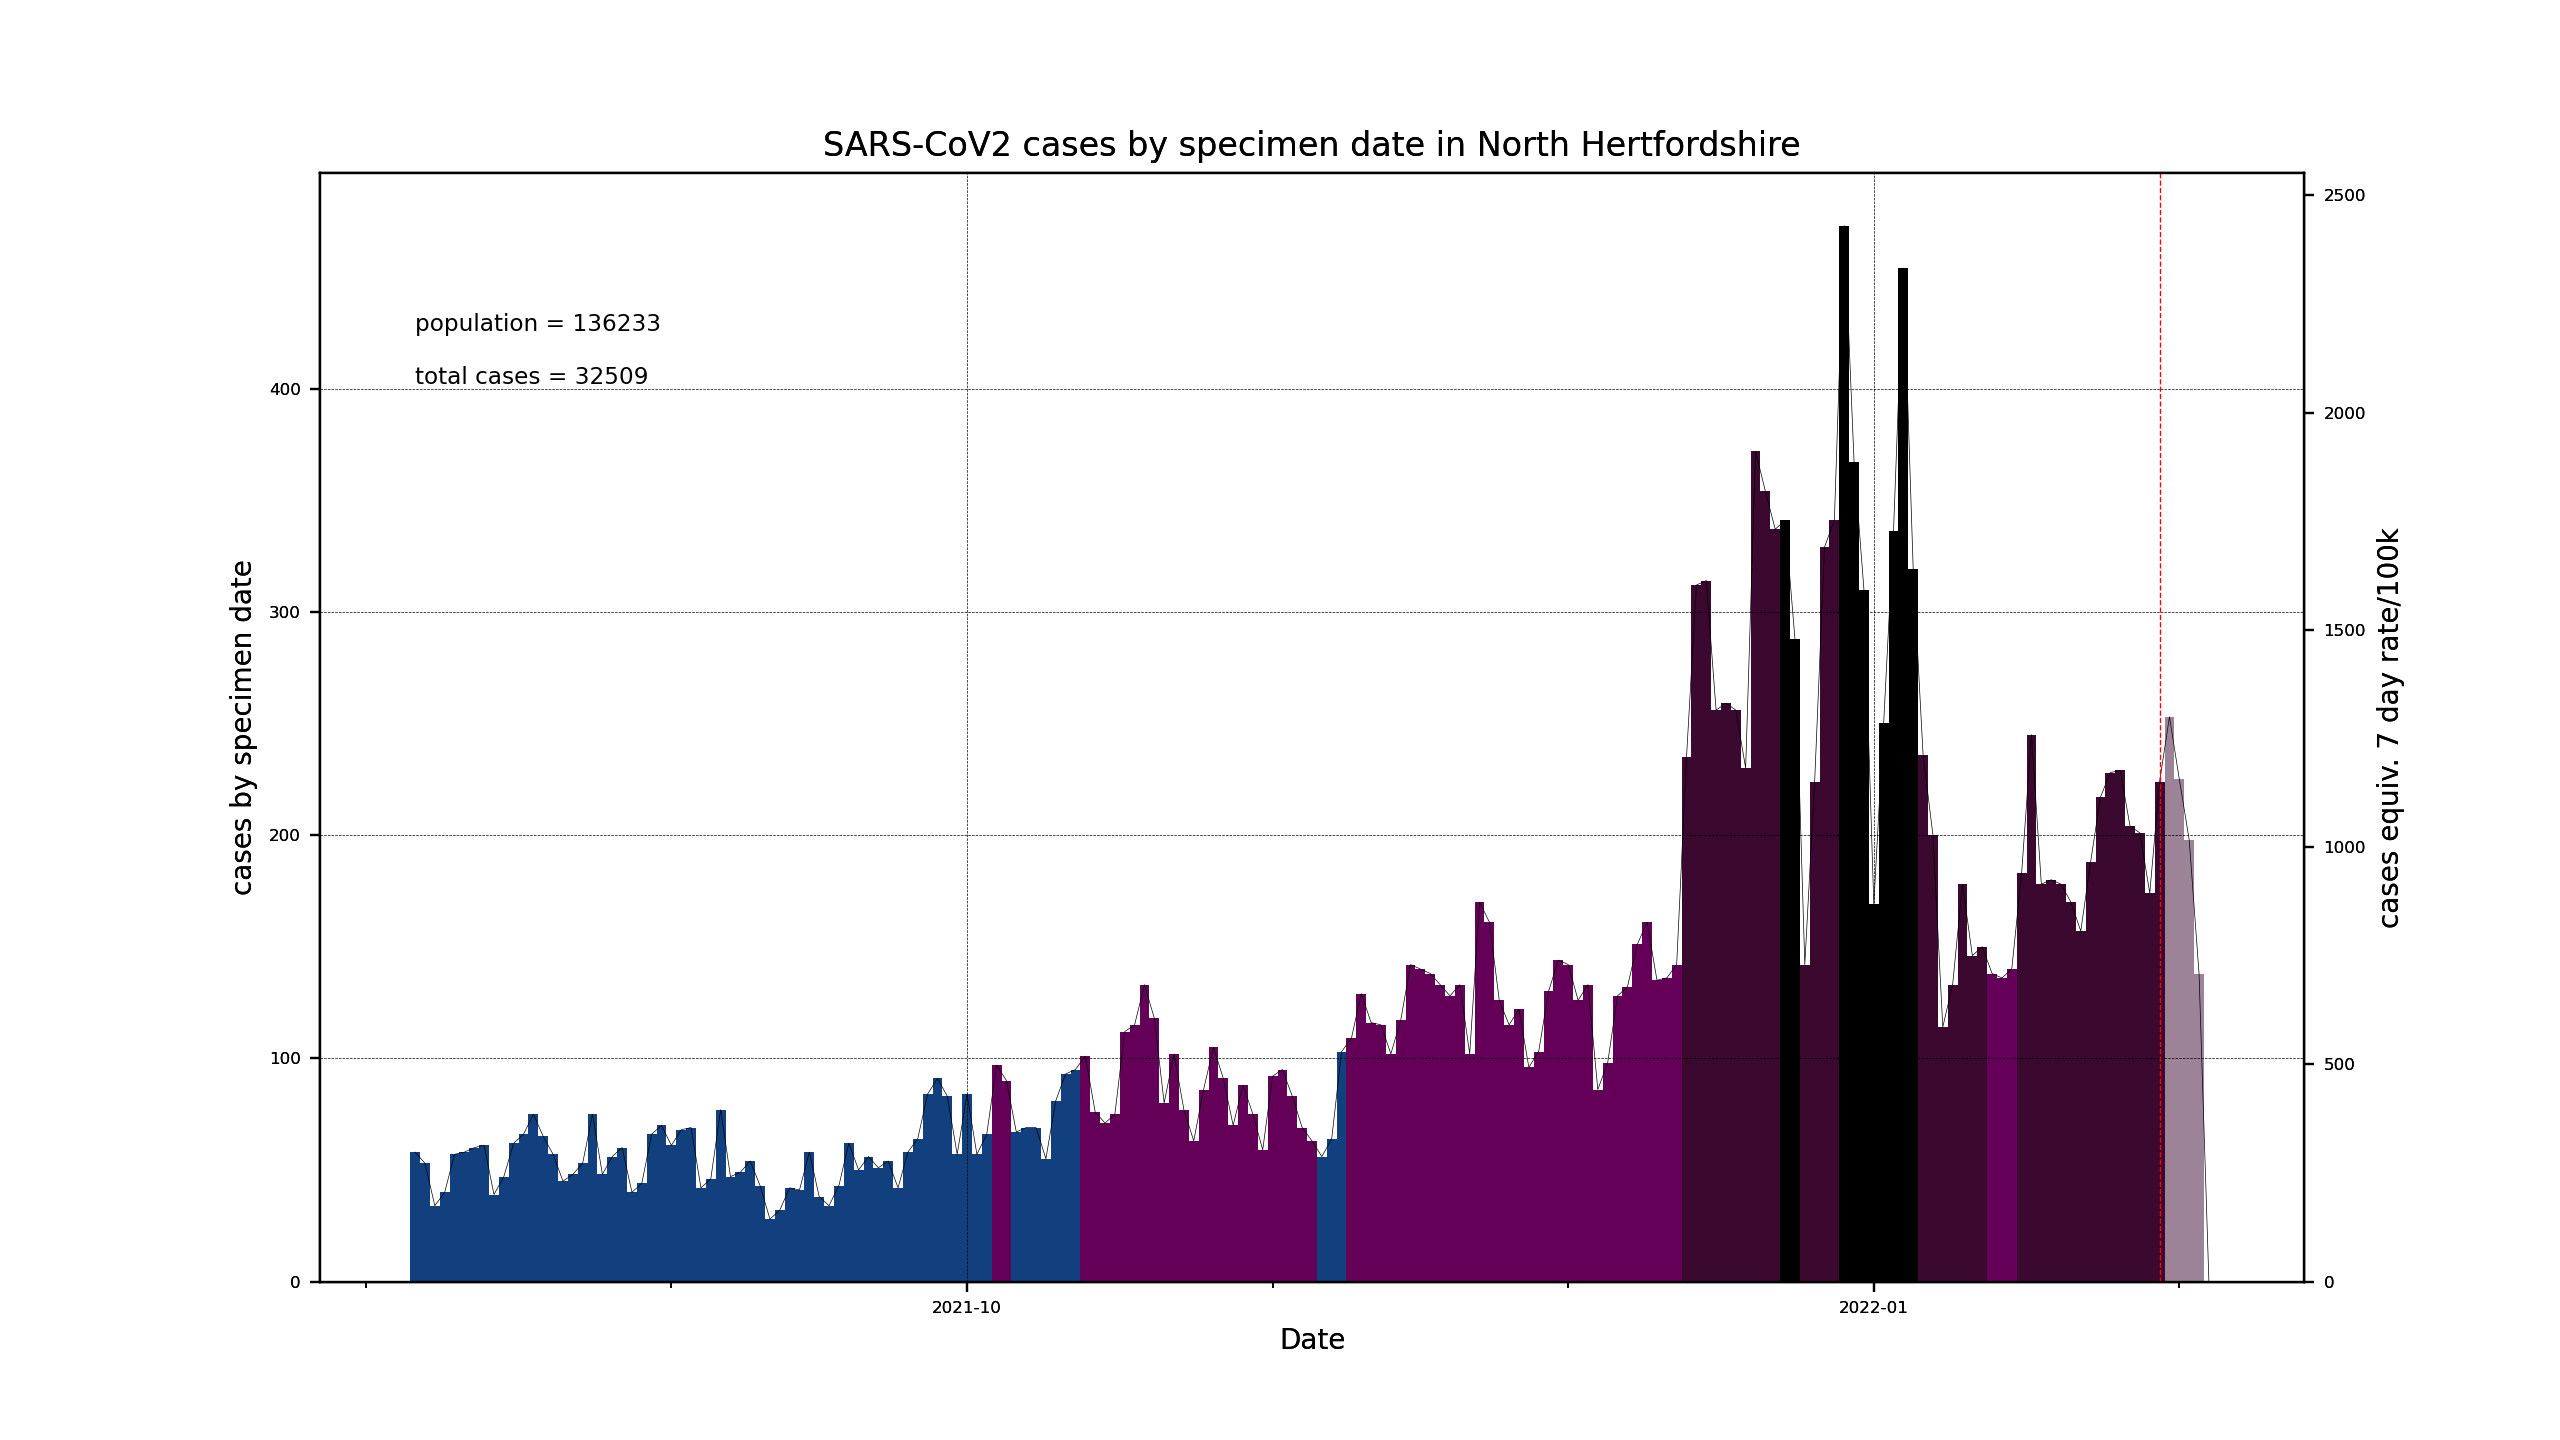 SARS-CoV2 cases by specimen date in North Hertfordshire
population = 136233
total cases = 32509
cases by specimen date
400
300
200
100
0
2500
2000
1500
1000
500
0
cases equiv. 7 day rate/100k
2021-10
2022-01
Date